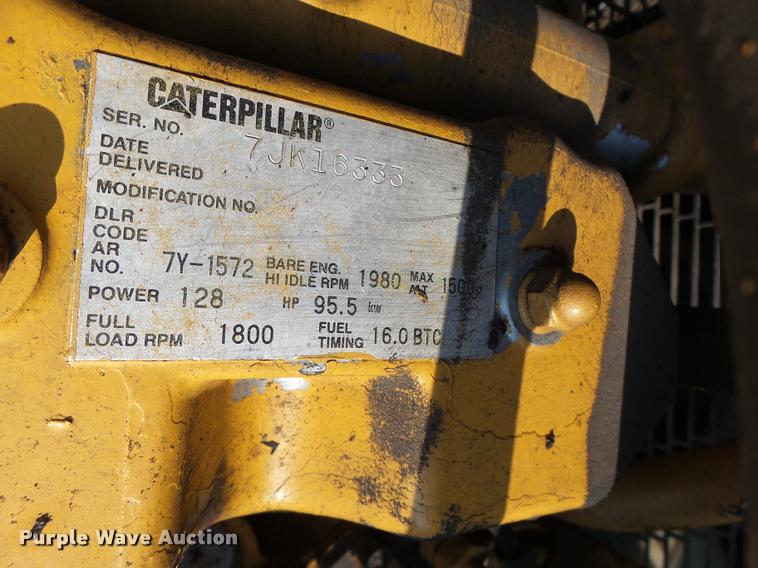 CATERPILLAR®
SER. NO. 7JK16333
DATE
DELIVERED
MODIFICATION NO.
DLR
CODE
AR
NO. 7Y-1572 BARE ENG. HI IDLE RPM 1980 MAX ALT.
POWER 128 HP 95.5 kw
FULL
LOAD RPM 1800 FUEL TIMING 16.0 BTC
Purple Wave Auction